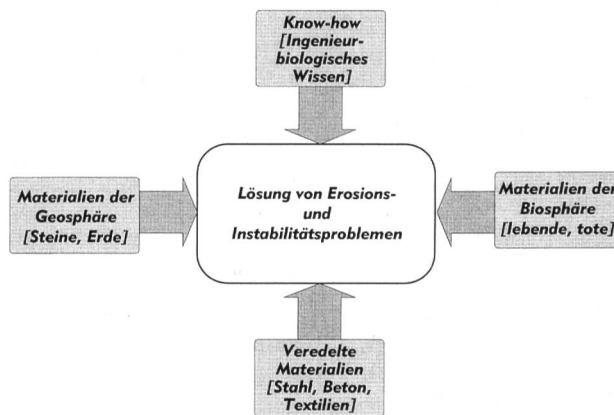 Know-how
[Ingenieur-
biologisches
Wissen]
Materialien der
Geosphäre
[Steine, Erde]
Lösung von Erosions-
und
Instabilitätsproblemen
Materialien der
Biosphäre
[lebende, tote]
Veredelte
Materialien
[Stahl, Beton,
Textilien]